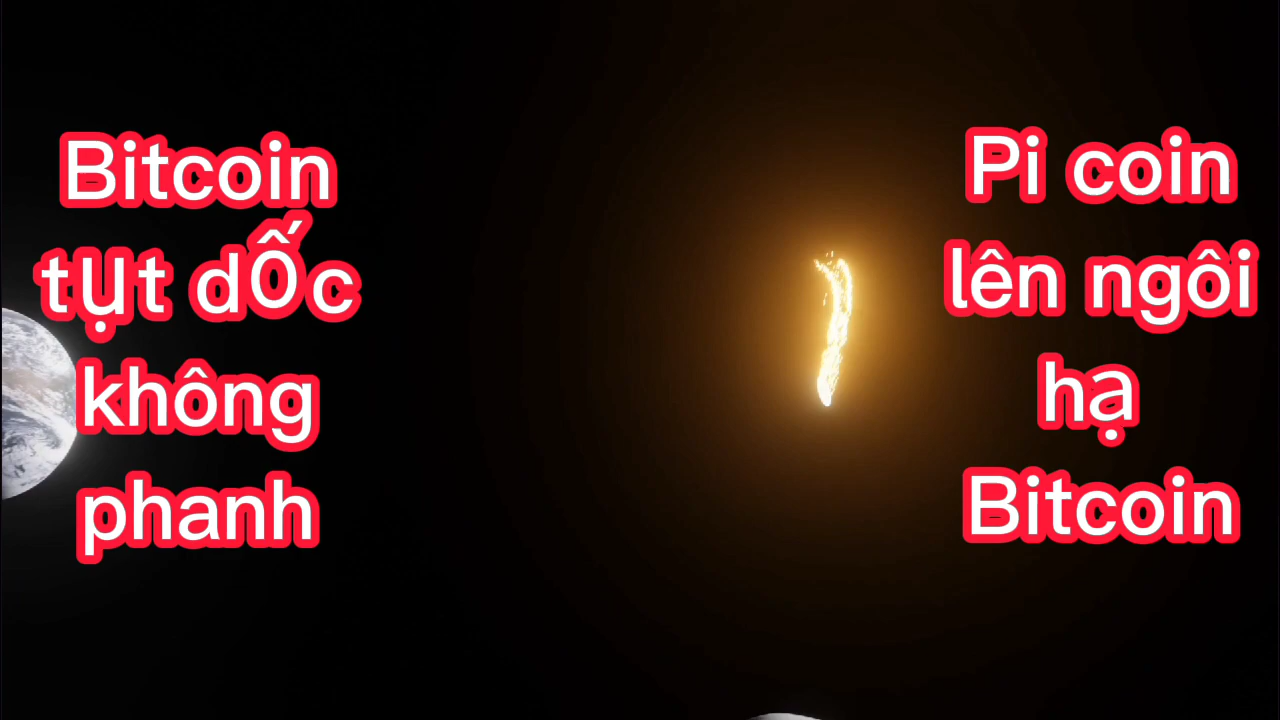 Bitcoin
tụt dốc
không
phanh
Pi coin
lên ngôi
hạ
Bitcoin